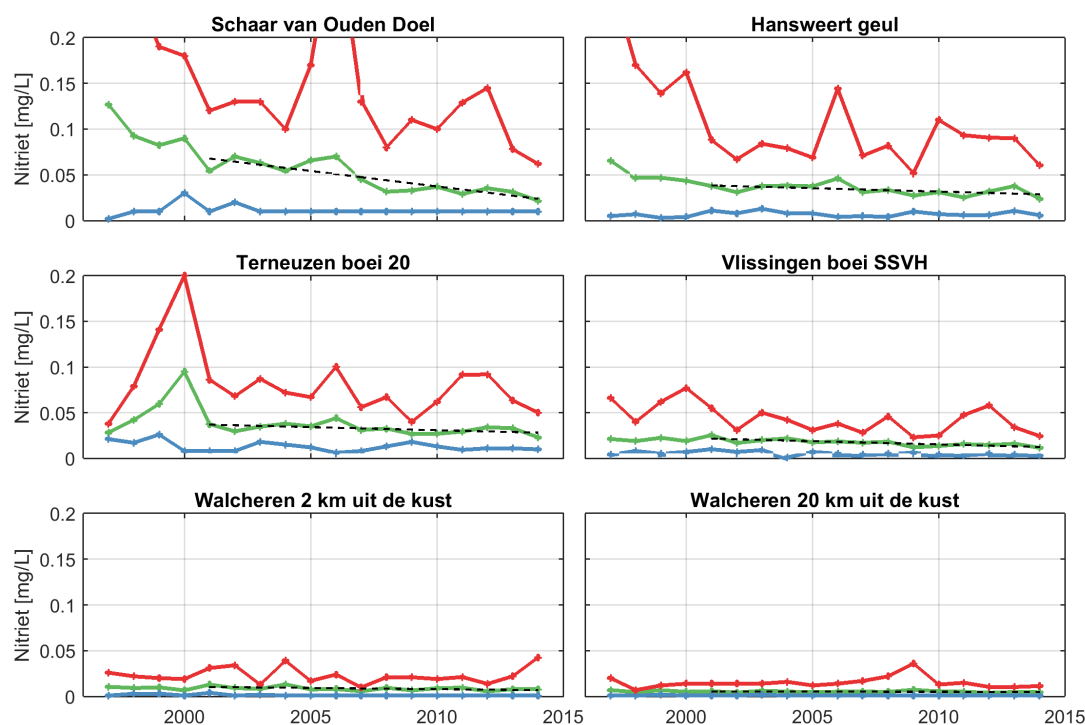 Schaar van Ouden Doel
Hansweert geul
0.2
0.15
0.1
0.05
0
Nitriet [mg/L]
Terneuzen boei 20
Vlissingen boei SSVH
0.2
0.15
0.1
0.05
0
Nitriet [mg/L]
Walcheren 2 km uit de kust
Walcheren 20 km uit de kust
0.2
0.15
0.1
0.05
0
Nitriet [mg/L]
2000 2005 2010 2015
2000 2005 2010 2015